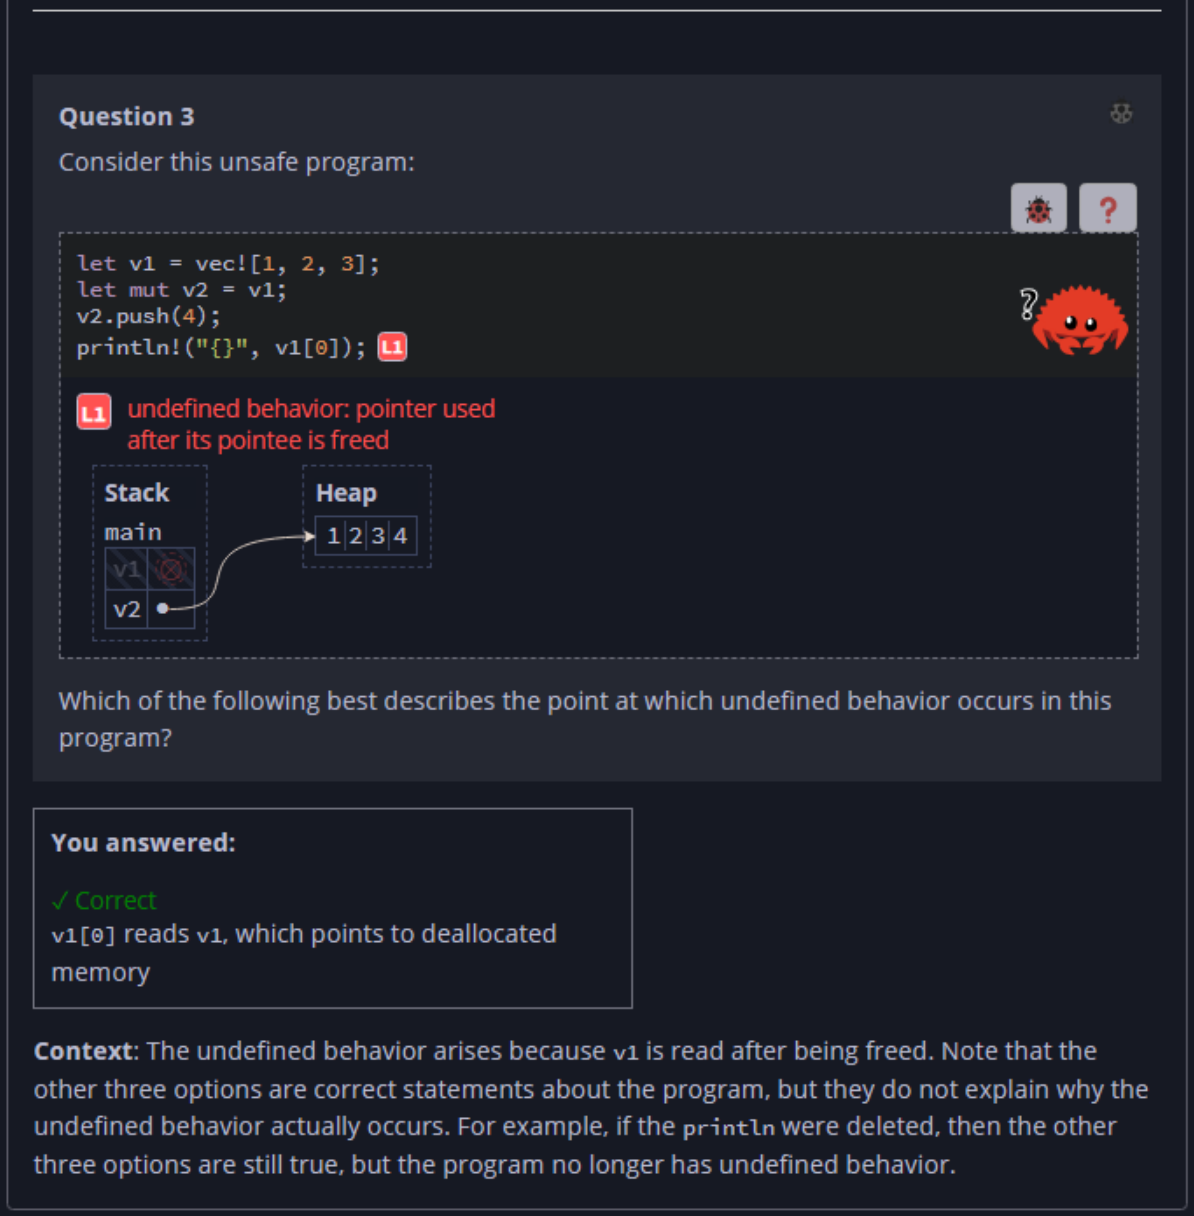 Question 3
Consider this unsafe program:
?
let v1 = vec![1, 2, 3];
let mut v2 = v1;
v2.push(4);
println!("{}", v1[0]); L1
?
L1 undefined behavior: pointer used
after its pointee is freed
Stack Heap
main 1 2 3 4
v1
v2
Which of the following best describes the point at which undefined behavior occurs in this
program?
You answered:
✓ Correct
v1[0] reads v1, which points to deallocated
memory
Context: The undefined behavior arises because v1 is read after being freed. Note that the
other three options are correct statements about the program, but they do not explain why the
undefined behavior actually occurs. For example, if the println were deleted, then the other
three options are still true, but the program no longer has undefined behavior.